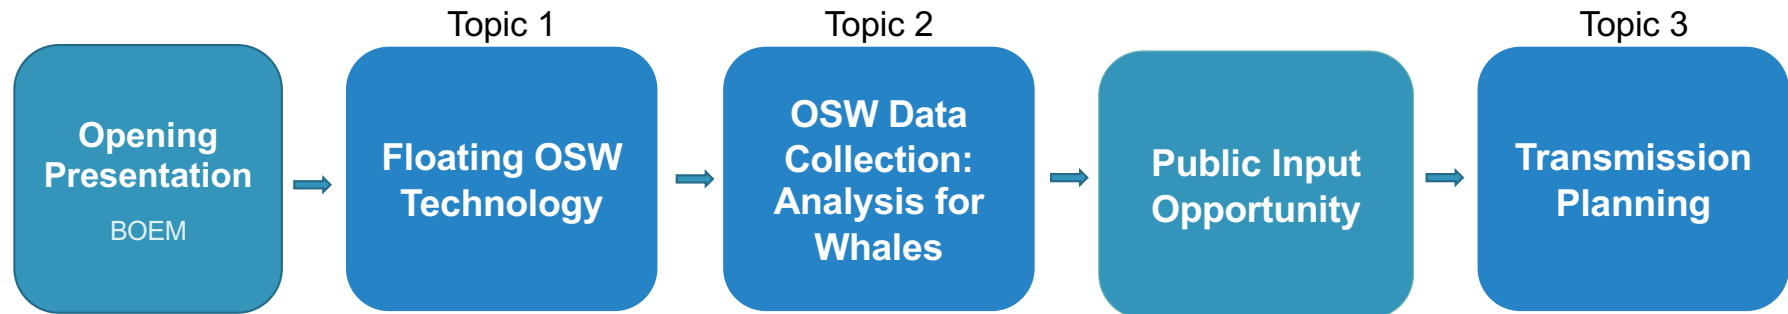 Topic 1
Topic 2
Topic 3
Opening
Presentation
BOEM
Floating OSW
Technology
OSW Data
Collection:
Analysis for
Whales
Public Input
Opportunity
Transmission
Planning